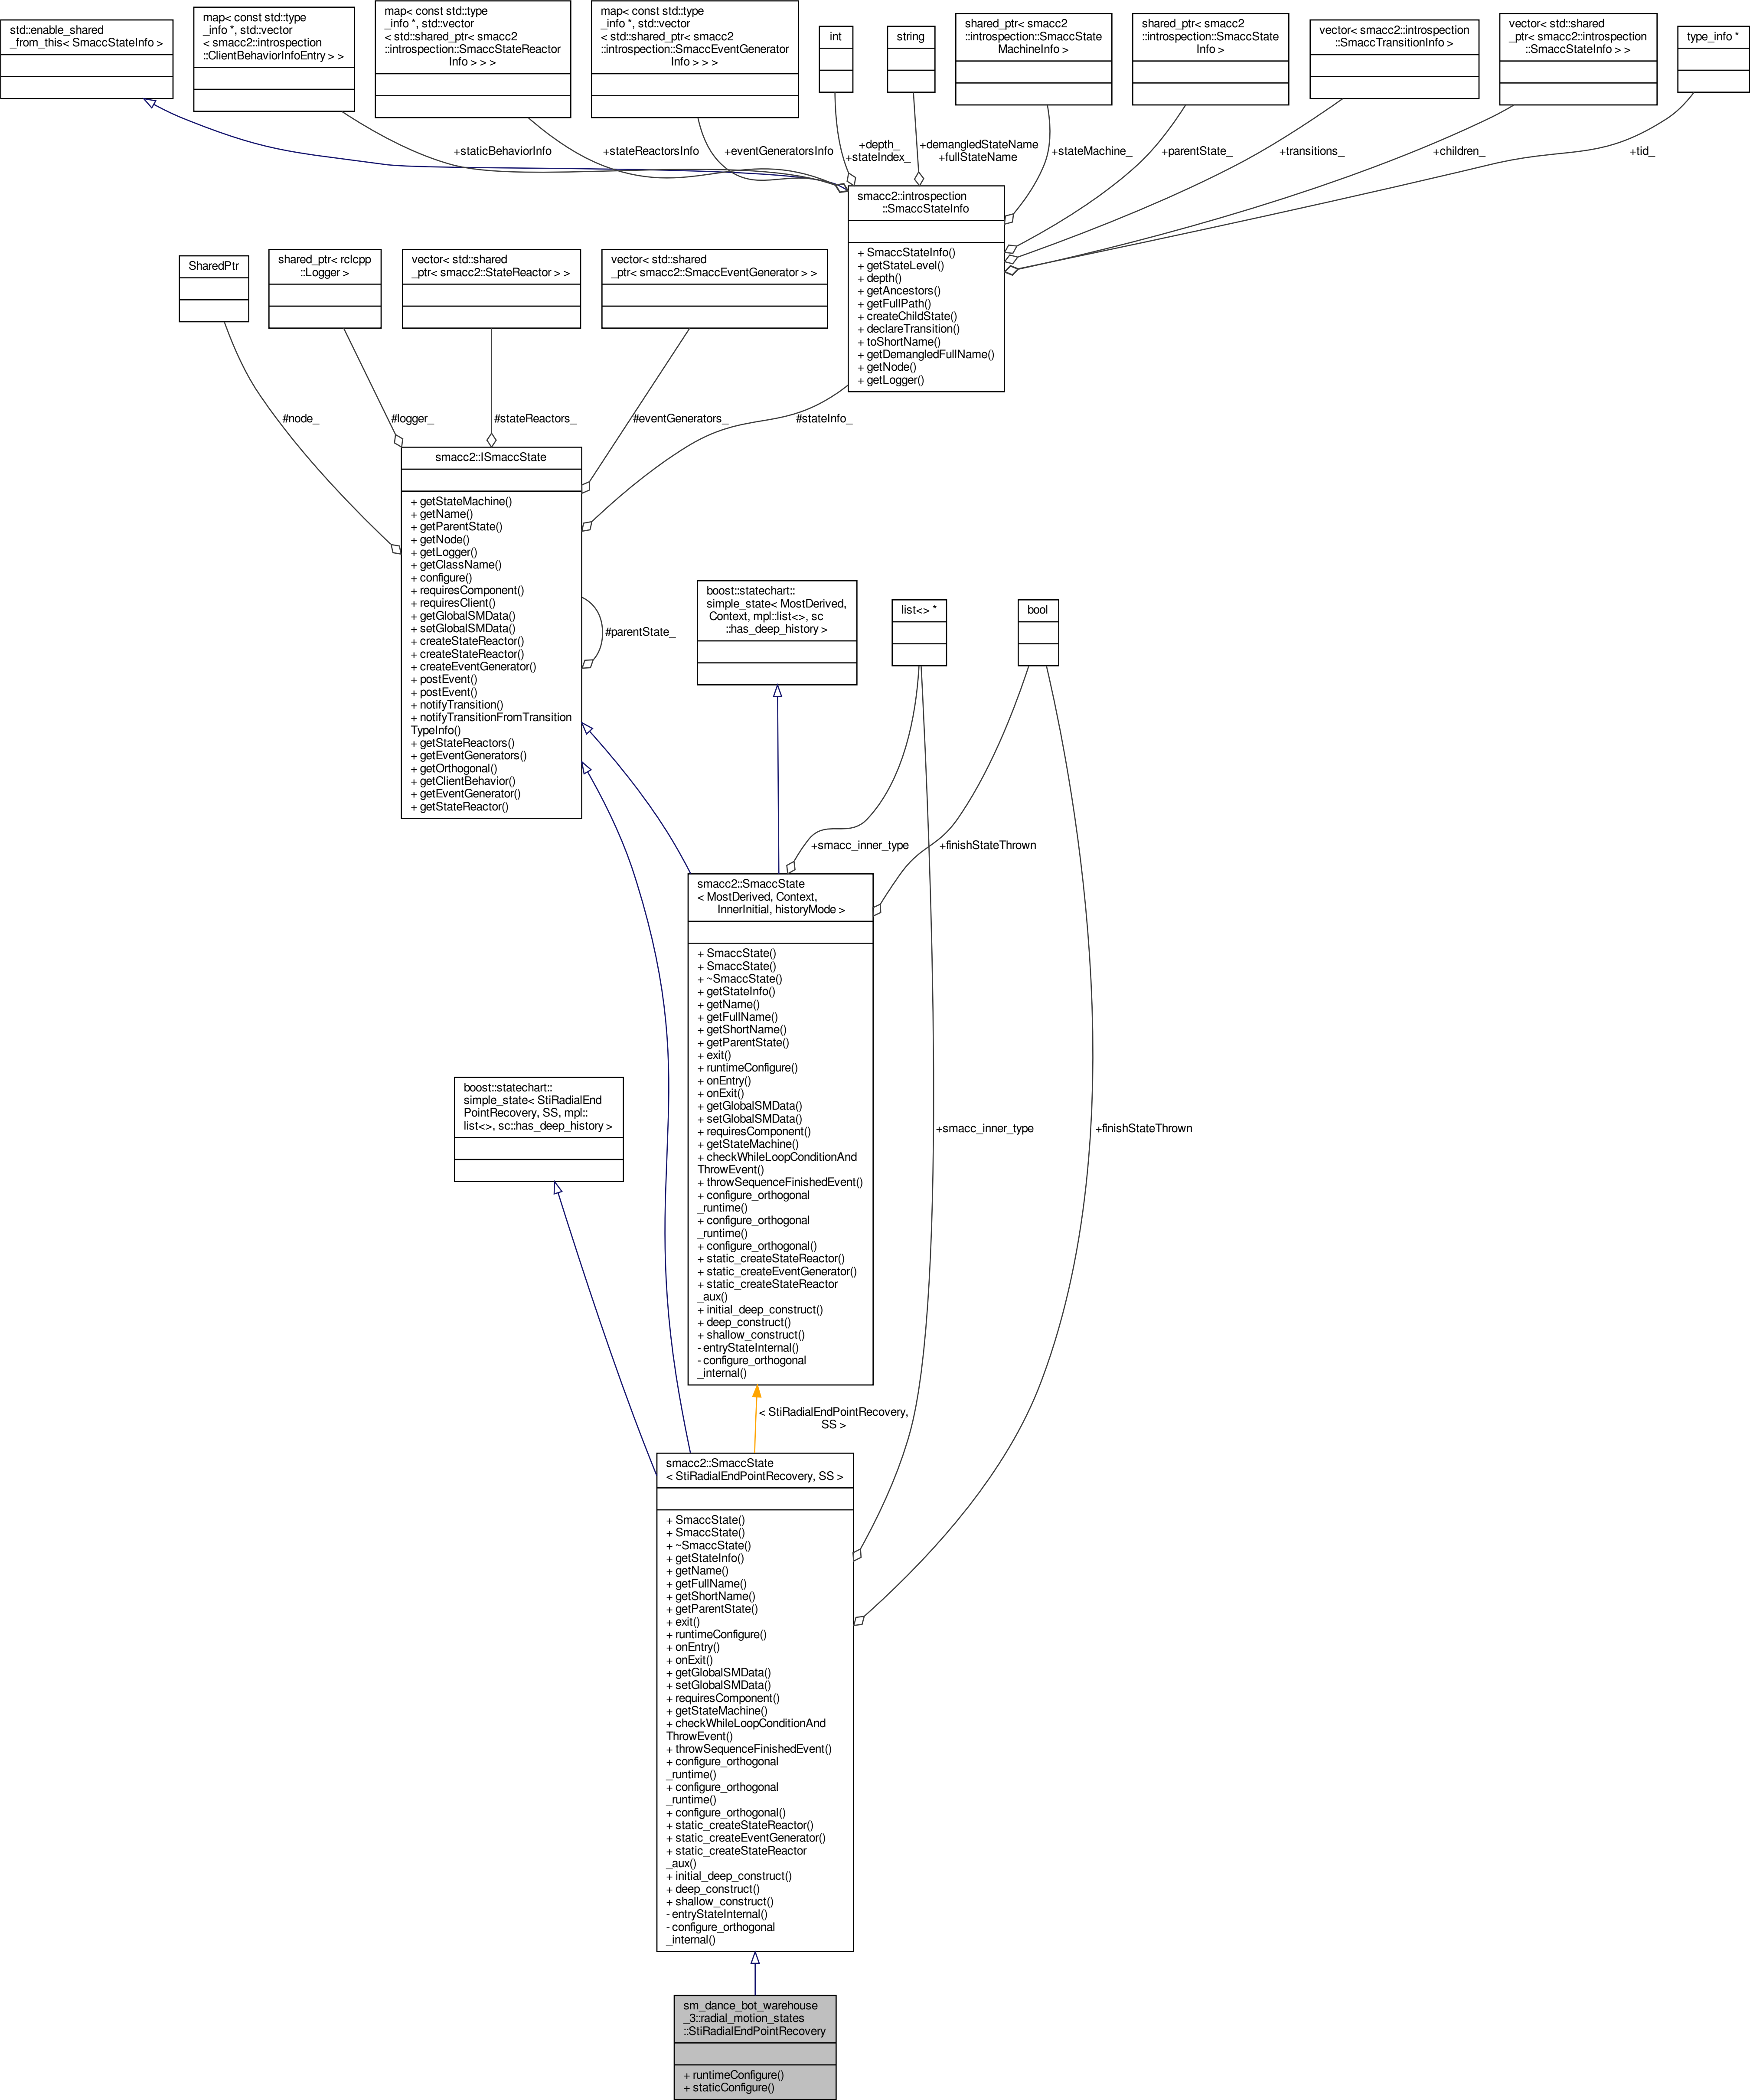 std::enable_shared
_from_this< SmaccStateInfo >
map< const std::type
_info *, std::vector
< smacc2::introspection
::ClientBehaviorInfoEntry > >
map< const std::type
_info *, std::vector
< std::shared_ptr< smacc2
::introspection::SmaccStateReactor
Info > > >
map< const std::type
_info *, std::vector
< std::shared_ptr< smacc2
::introspection::SmaccEventGenerator
Info > > >
int
string
shared_ptr< smacc2
::introspection::SmaccState
MachineInfo >
shared_ptr< smacc2
::introspection::SmaccState
Info >
vector< smacc2::introspection
::SmaccTransitionInfo >
vector< std::shared
_ptr< smacc2::introspection
::SmaccStateInfo > >
type_info *
+staticBehaviorInfo
+stateReactorsInfo
+eventGeneratorsInfo
+depth_
+stateIndex_
+demangledStateName
+fullStateName
+stateMachine_
+parentState_
+transitions_
+children_
+tid_
smacc2::introspection
::SmaccStateInfo
+ SmaccStateInfo()
+ getStateLevel()
+ depth()
+ getAncestors()
+ getFullPath()
+ createChildState()
+ declareTransition()
+ toShortName()
+ getDemangledFullName()
+ getNode()
+ getLogger()
SharedPtr
shared_ptr< rclcpp
::Logger >
vector< std::shared
_ptr< smacc2::StateReactor > >
vector< std::shared
_ptr< smacc2::SmaccEventGenerator > >
#node_
#logger_
#stateReactors_
#eventGenerators_
#stateInfo_
smacc2::ISmaccState
+ getStateMachine()
+ getName()
+ getParentState()
+ getNode()
+ getLogger()
+ getClassName()
+ configure()
+ requiresComponent()
+ requiresClient()
+ getGlobalSMData()
+ setGlobalSMData()
+ createStateReactor()
+ createStateReactor()
+ createEventGenerator()
+ postEvent()
+ postEvent()
+ notifyTransition()
+ notifyTransitionFromTransition
TypeInfo()
+ getStateReactors()
+ getEventGenerators()
+ getOrthogonal()
+ getClientBehavior()
+ getEventGenerator()
+ getStateReactor()
#parentState_
boost::statechart::
simple_state< MostDerived,
Context, mpl::list<>, sc
::has_deep_history >
list<> *
bool
+smacc_inner_type
+finishStateThrown
smacc2::SmaccState
< MostDerived, Context,
InnerInitial, historyMode >
+ SmaccState()
+ SmaccState()
+ ~SmaccState()
+ getStateInfo()
+ getName()
+ getFullName()
+ getShortName()
+ getParentState()
+ exit()
+ runtimeConfigure()
+ onEntry()
+ onExit()
+ getGlobalSMData()
+ setGlobalSMData()
+ requiresComponent()
+ getStateMachine()
+ checkWhileLoopConditionAnd
ThrowEvent()
+ throwSequenceFinishedEvent()
+ configure_orthogonal
_runtime()
+ configure_orthogonal
_runtime()
+ configure_orthogonal()
+ static_createStateReactor()
+ static_createEventGenerator()
+ static_createStateReactor
_aux()
+ initial_deep_construct()
+ deep_construct()
+ shallow_construct()
- entryStateInternal()
- configure_orthogonal
_internal()
boost::statechart::
simple_state< StiRadialEnd
PointRecovery, SS, mpl::
list<>, sc::has_deep_history >
+smacc_inner_type
+finishStateThrown
< StiRadialEndPointRecovery,
SS >
smacc2::SmaccState
< StiRadialEndPointRecovery, SS >
+ SmaccState()
+ SmaccState()
+ ~SmaccState()
+ getStateInfo()
+ getName()
+ getFullName()
+ getShortName()
+ getParentState()
+ exit()
+ runtimeConfigure()
+ onEntry()
+ onExit()
+ getGlobalSMData()
+ setGlobalSMData()
+ requiresComponent()
+ getStateMachine()
+ checkWhileLoopConditionAnd
ThrowEvent()
+ throwSequenceFinishedEvent()
+ configure_orthogonal
_runtime()
+ configure_orthogonal
_runtime()
+ configure_orthogonal()
+ static_createStateReactor()
+ static_createEventGenerator()
+ static_createStateReactor
_aux()
+ initial_deep_construct()
+ deep_construct()
+ shallow_construct()
- entryStateInternal()
- configure_orthogonal
_internal()
sm_dance_bot_warehouse
_3::radial_motion_states
::StiRadialEndPointRecovery
+ runtimeConfigure()
+ staticConfigure()